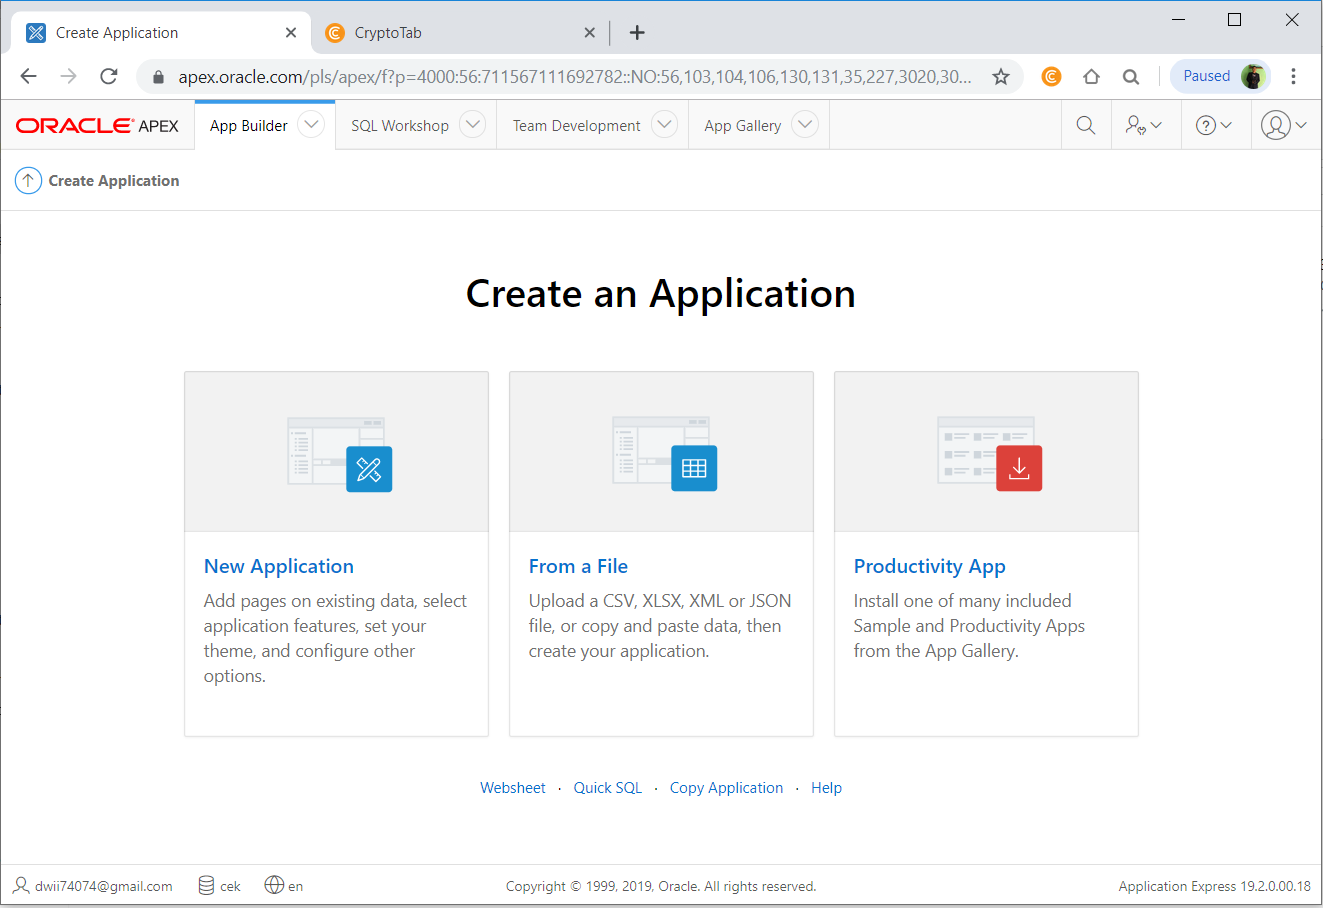 Create Application
CryptoTab
apex.oracle.com/pls/apex/f?p=4000:56:711567111692782::NO:56,103,104,106,130,131,35,227,3020,30...
Paused
ORACLE APEX
App Builder
SQL Workshop
Team Development
App Gallery
Create Application
Create an Application
New Application
Add pages on existing data, select
application features, set your
theme, and configure other
options.
From a File
Upload a CSV, XLSX, XML or JSON
file, or copy and paste data, then
create your application.
Productivity App
Install one of many included
Sample and Productivity Apps
from the App Gallery.
Websheet · Quick SQL · Copy Application · Help
dwii74074@gmail.com cek en
Copyright © 1999, 2019, Oracle. All rights reserved.
Application Express 19.2.0.00.18